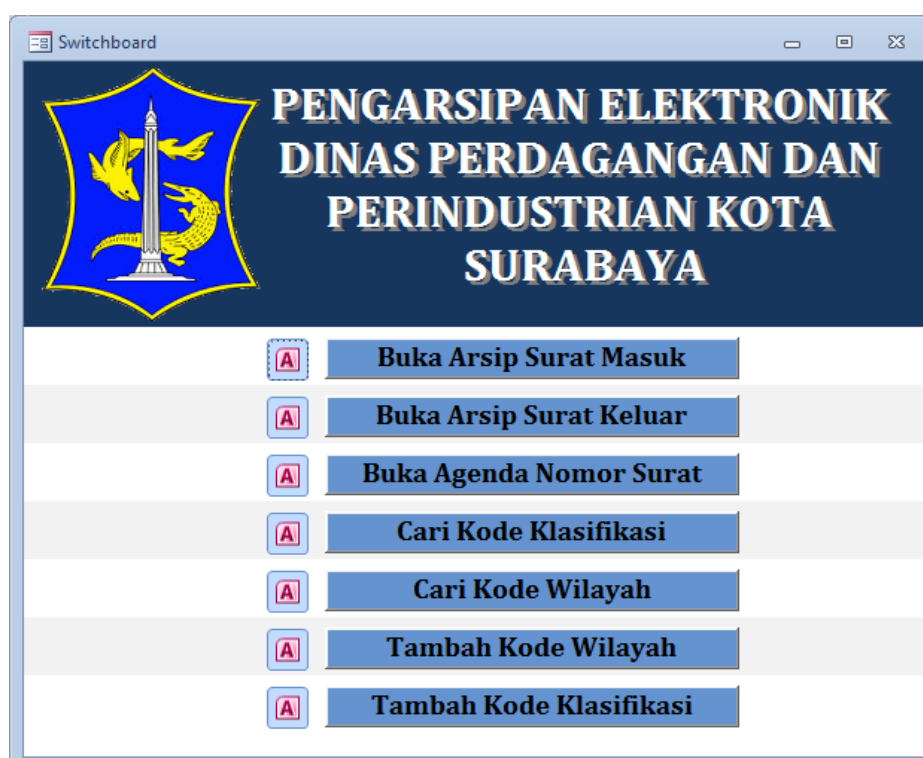 Switchboard
PENGARSIPAN ELEKTRONIK
DINAS PERDAGANGAN DAN
PERINDUSTRIAN KOTA
SURABAYA
Buka Arsip Surat Masuk
Buka Arsip Surat Keluar
Buka Agenda Nomor Surat
Cari Kode Klasifikasi
Cari Kode Wilayah
Tambah Kode Wilayah
Tambah Kode Klasifikasi